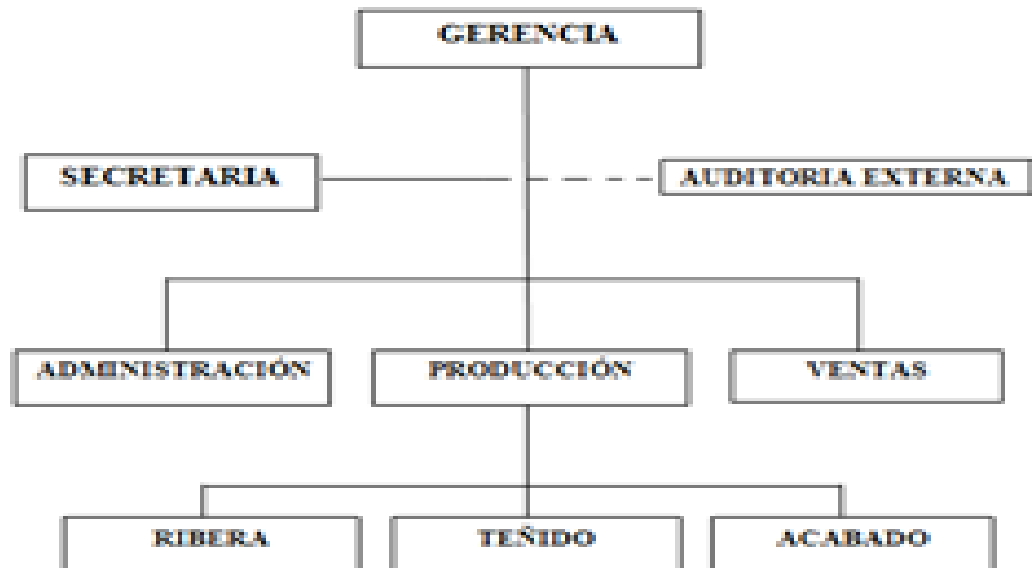 GERENCIA
SECRETARIA
AUDITORIA EXTERNA
ADMINISTRACIÓN
PRODUCCIÓN
VENTAS
RIBERA
TEÑIDO
ACABADO